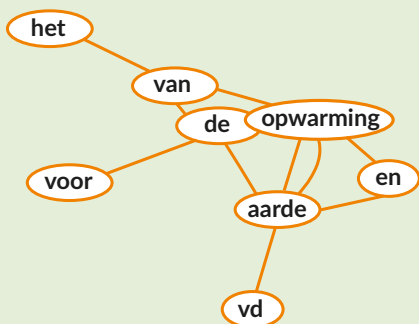 het
van
de
opwarming
voor
en
aarde
vd